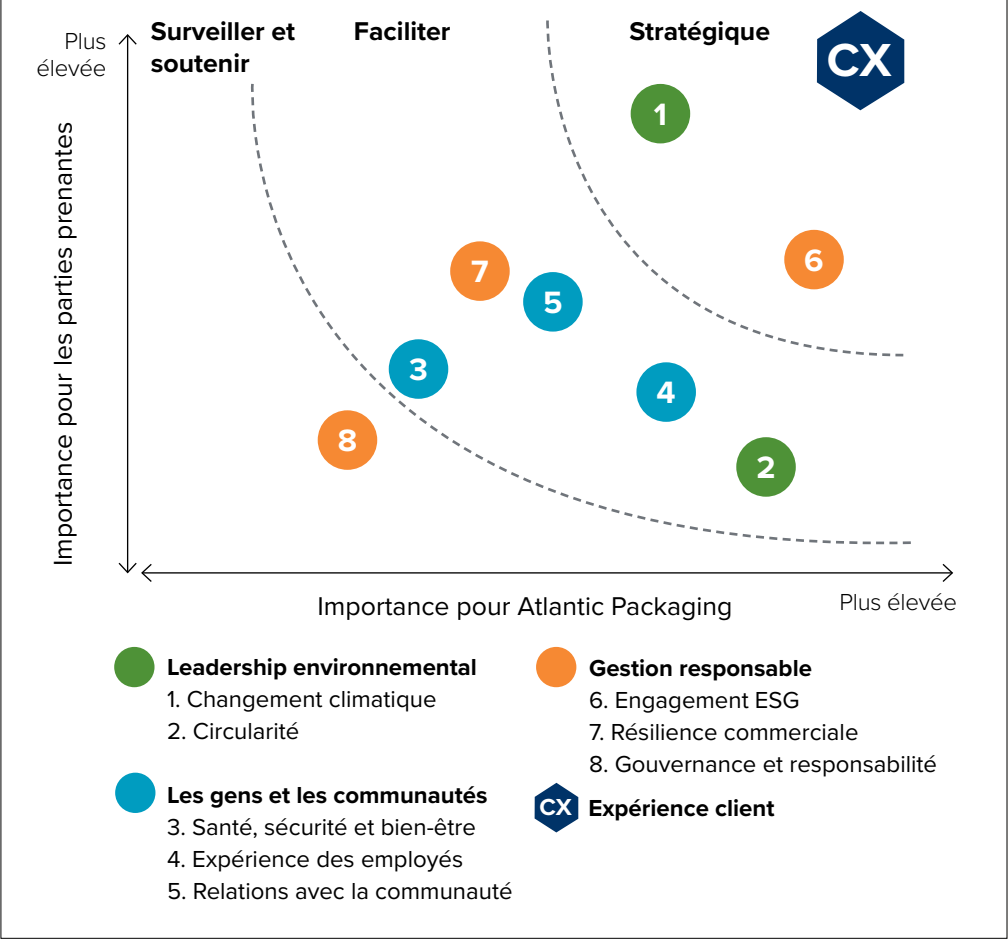 Plus
élevée
Surveiller et
soutenir
Faciliter
Stratégique
CX
1
6
7
5
3
4
8
2
Importance pour les parties prenantes
Importance pour Atlantic Packaging
Plus élevée
Leadership environnemental
1. Changement climatique
2. Circularité
Les gens et les communautés
3. Santé, sécurité et bien-être
4. Expérience des employés
5. Relations avec la communauté
Gestion responsable
6. Engagement ESG
7. Résilience commerciale
8. Gouvernance et responsabilité
CX Expérience client